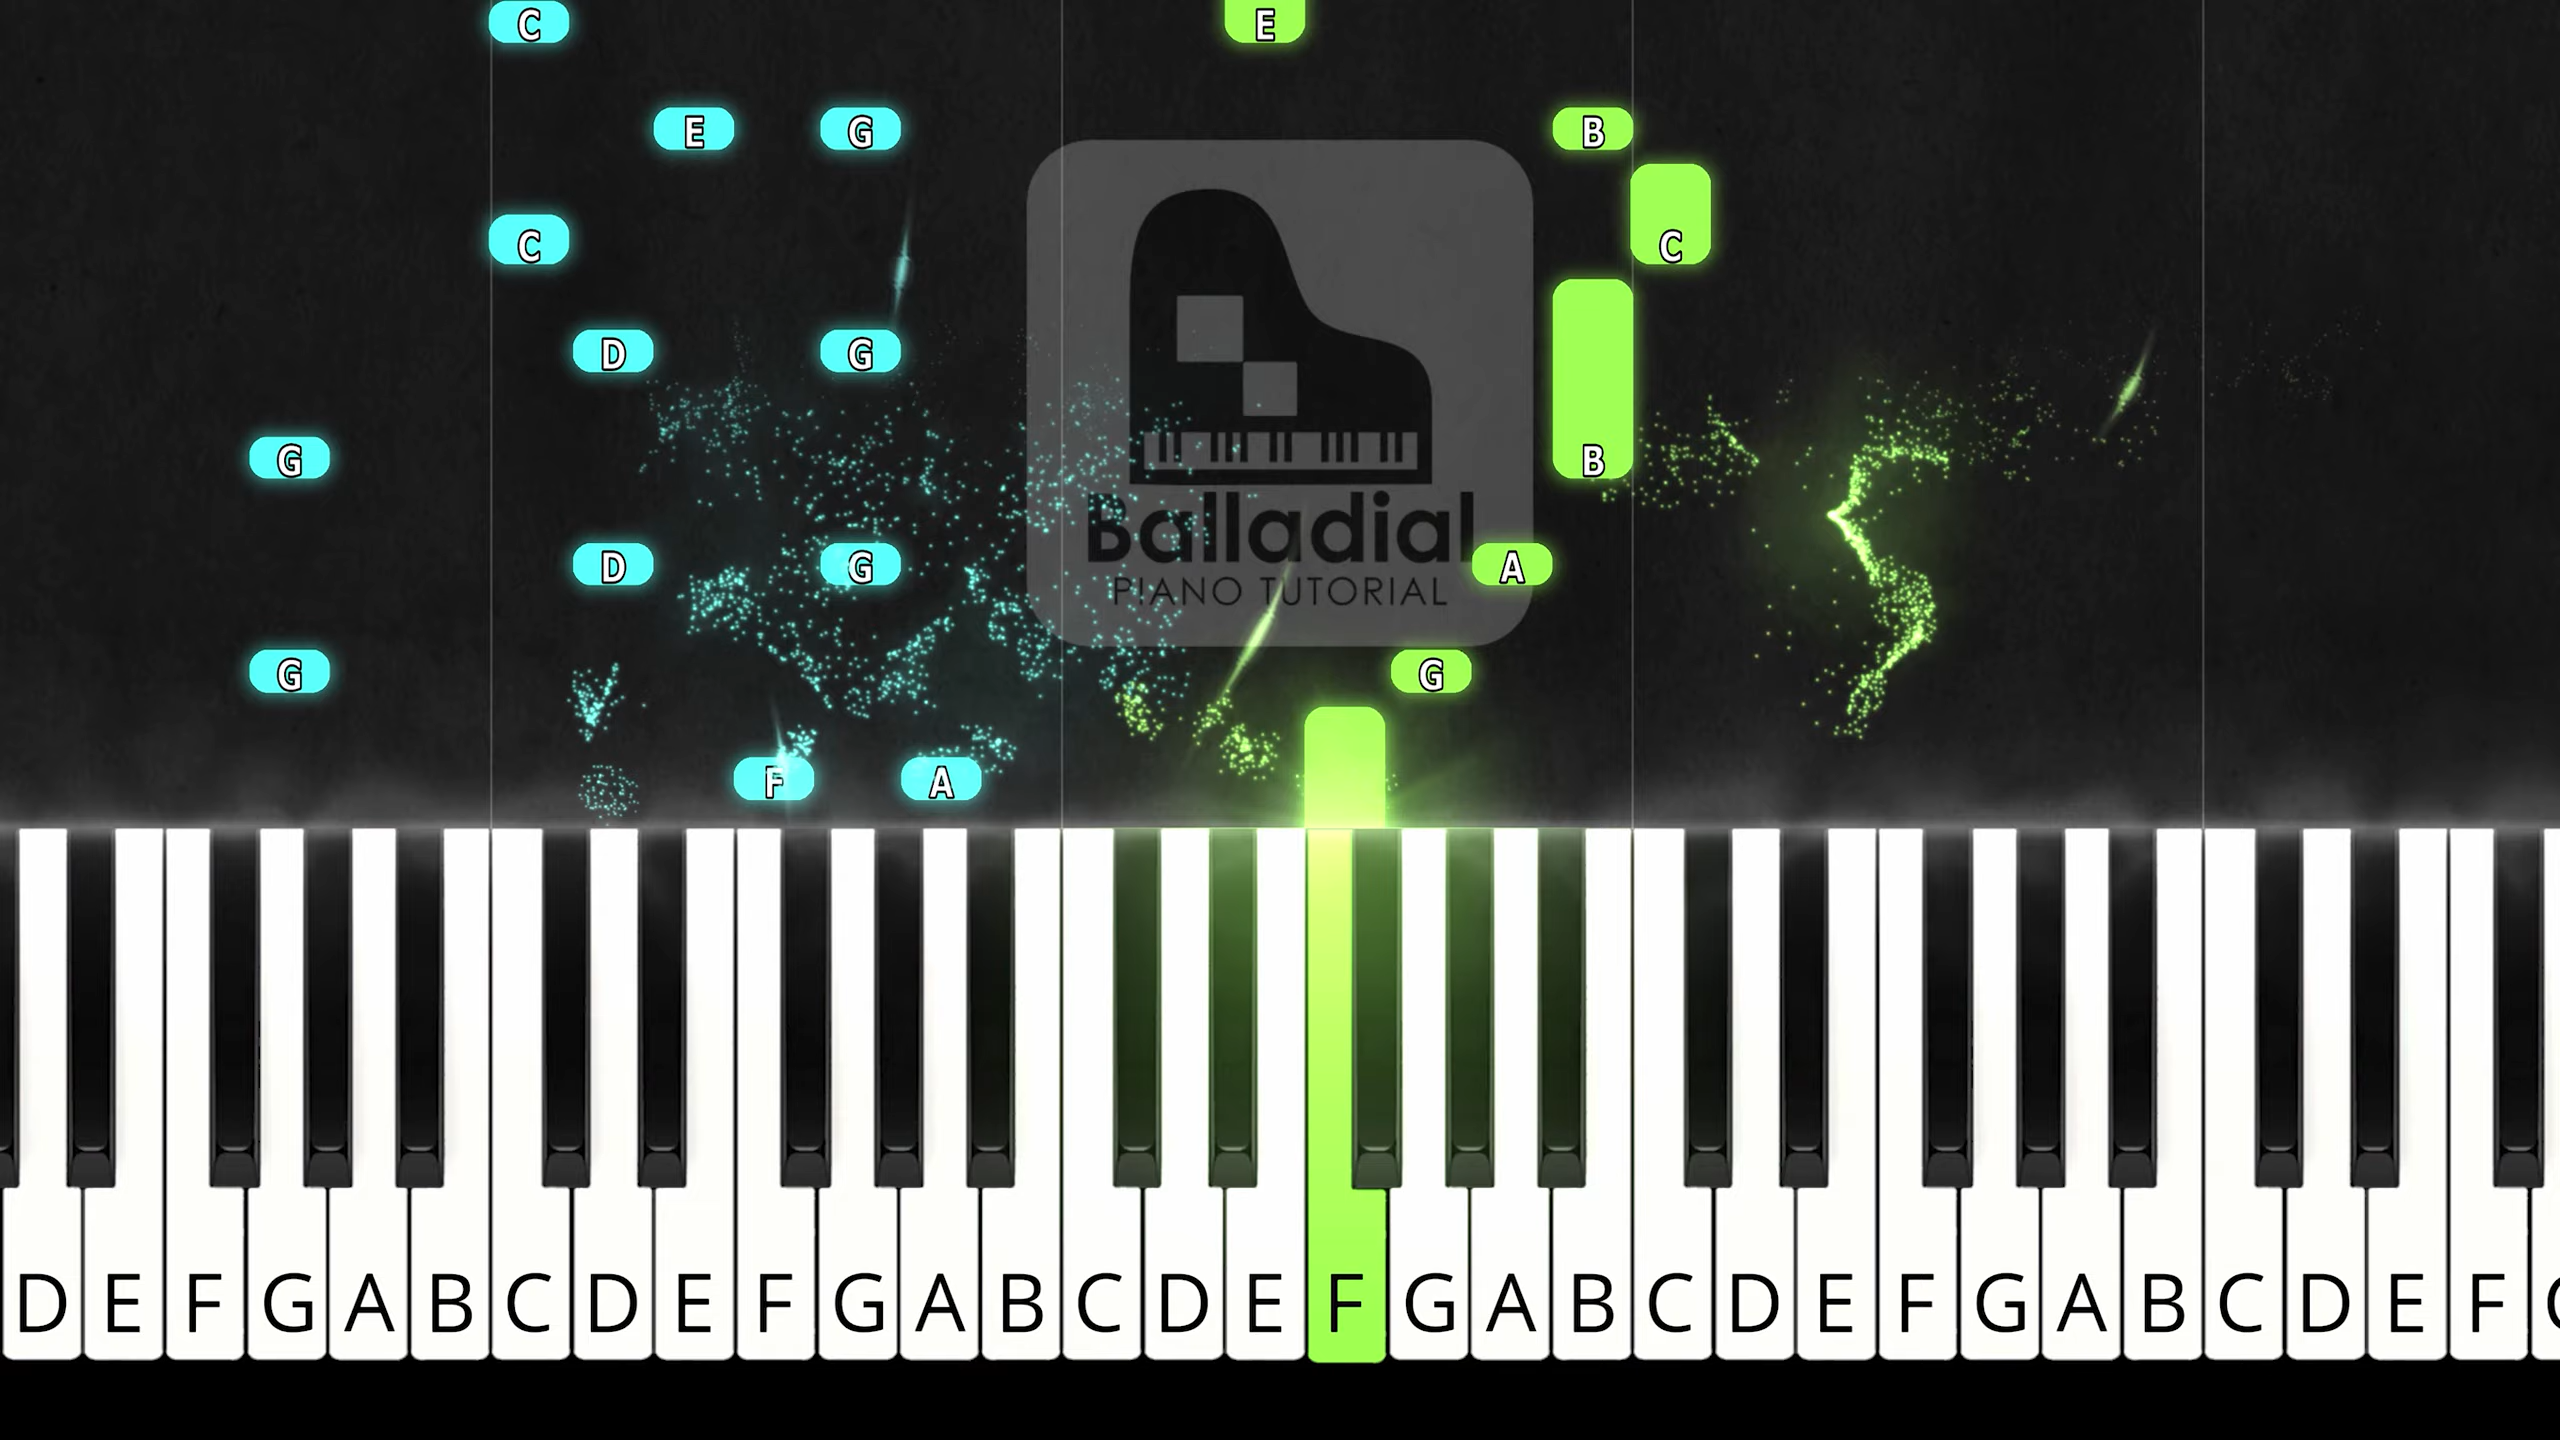 C E
E G B
C C
D G
G B
D G A
G G
F A
Balladial
PIANO TUTORIAL
D E F G A B C D E F G A B C D E F G A B C D E F G A B C D E F